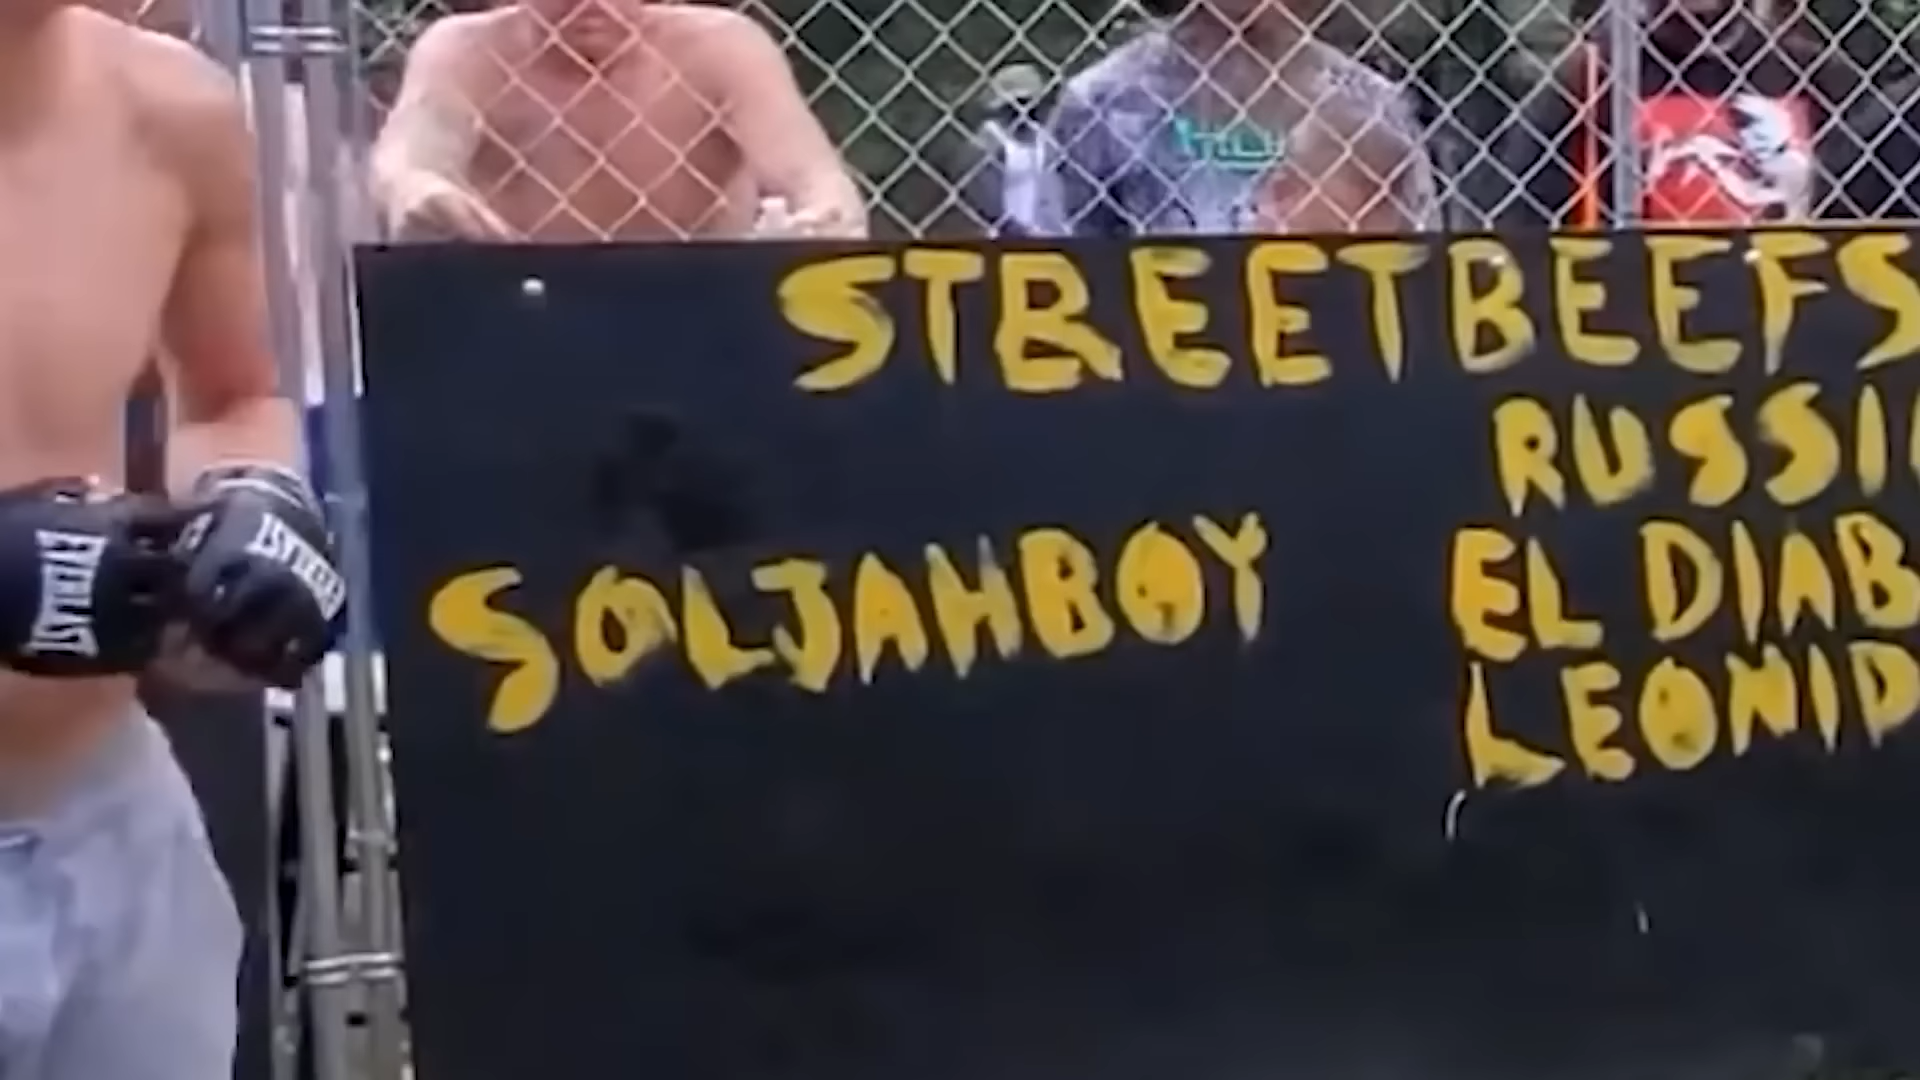 STREETBEEFS
RUSSI
SOLJAHBOY
EL DIAB
LEONID
EVERLAST
EVERLAST